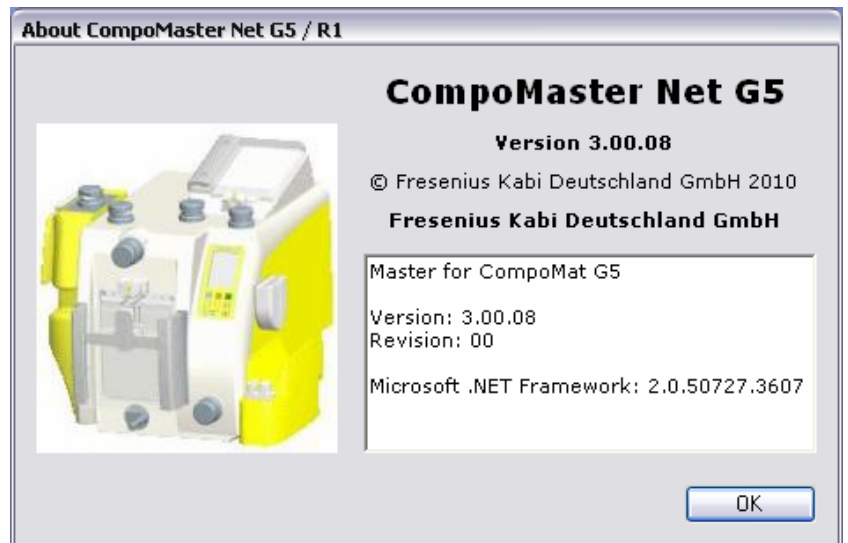 About CompoMaster Net G5 / R1
CompoMaster Net G5
Version 3.00.08
© Fresenius Kabi Deutschland GmbH 2010
Fresenius Kabi Deutschland GmbH
Master for CompoMat G5
Version: 3.00.08
Revision: 00
Microsoft .NET Framework: 2.0.50727.3607
OK